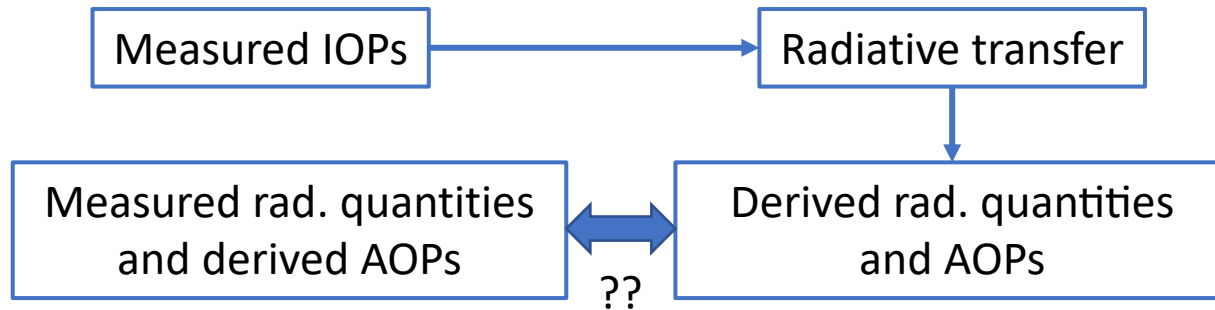 Measured IOPs
Radiative transfer
Measured rad. quantities
and derived AOPs
Derived rad. quantities
and AOPs
??